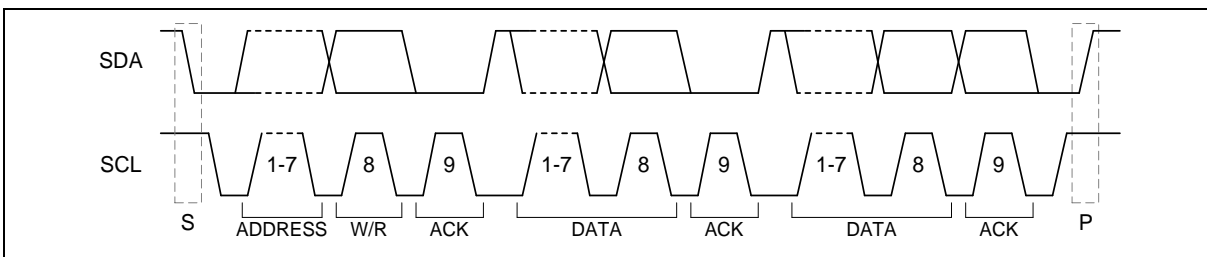 SDA
SCL
1-7 8 9 1-7 8 9 1-7 8 9
S ADDRESS W/R ACK DATA ACK DATA ACK P